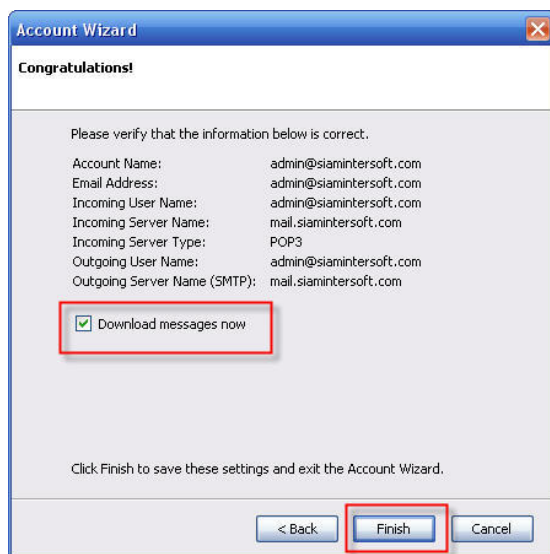 Account Wizard
Congratulations!
Please verify that the information below is correct.
Account Name: admin@siamintersoft.com
Email Address: admin@siamintersoft.com
Incoming User Name: admin@siamintersoft.com
Incoming Server Name: mail.siamintersoft.com
Incoming Server Type: POP3
Outgoing User Name: admin@siamintersoft.com
Outgoing Server Name (SMTP): mail.siamintersoft.com
Download messages now
Click Finish to save these settings and exit the Account Wizard.
< Back Finish Cancel